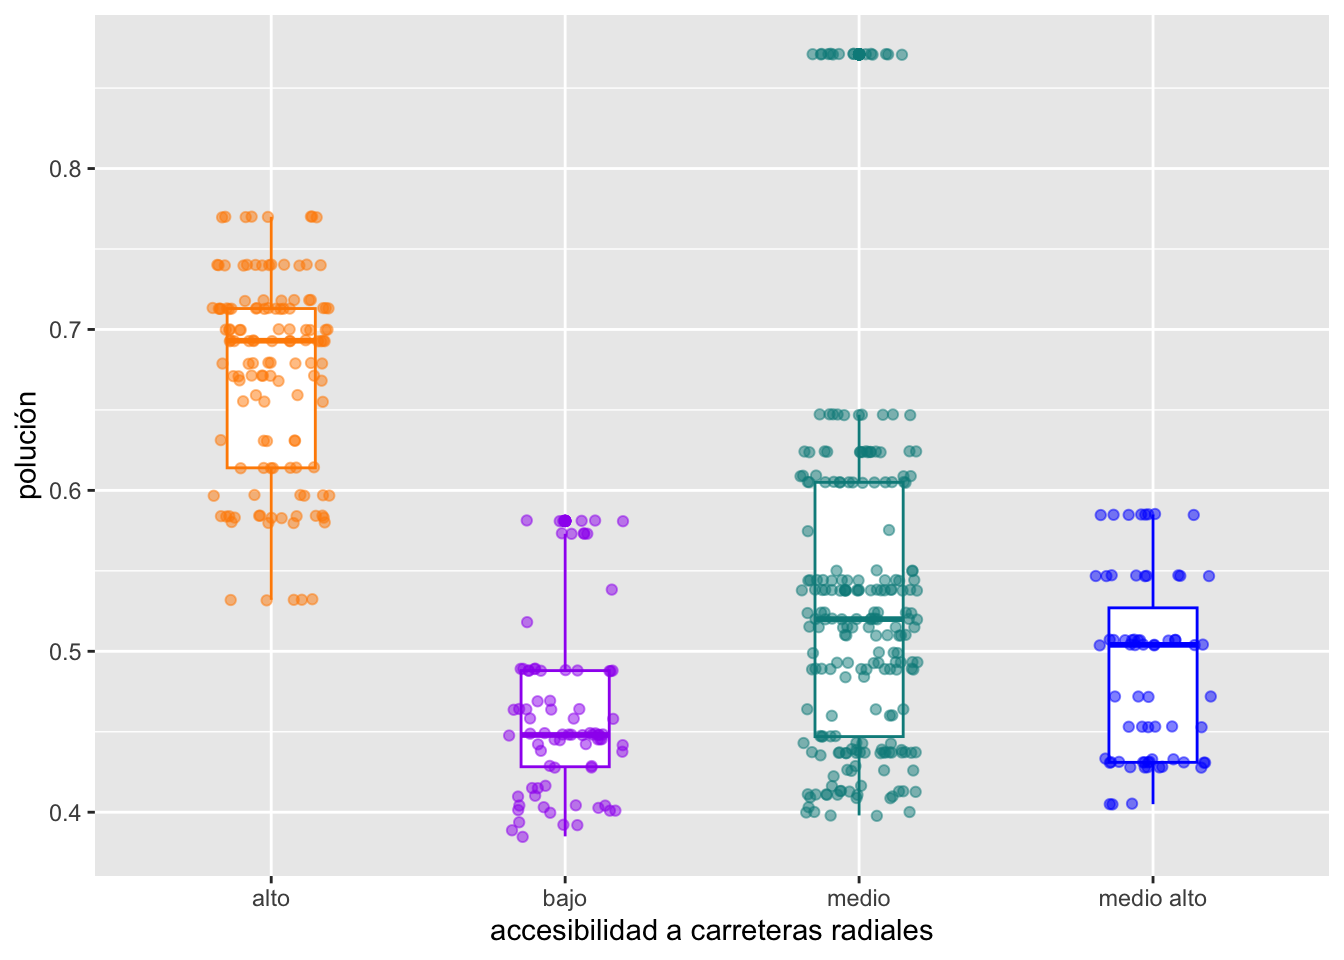 polución
0.8
0.7
0.6
0.5
0.4
alto
bajo
medio
medio alto
accesibilidad a carreteras radiales